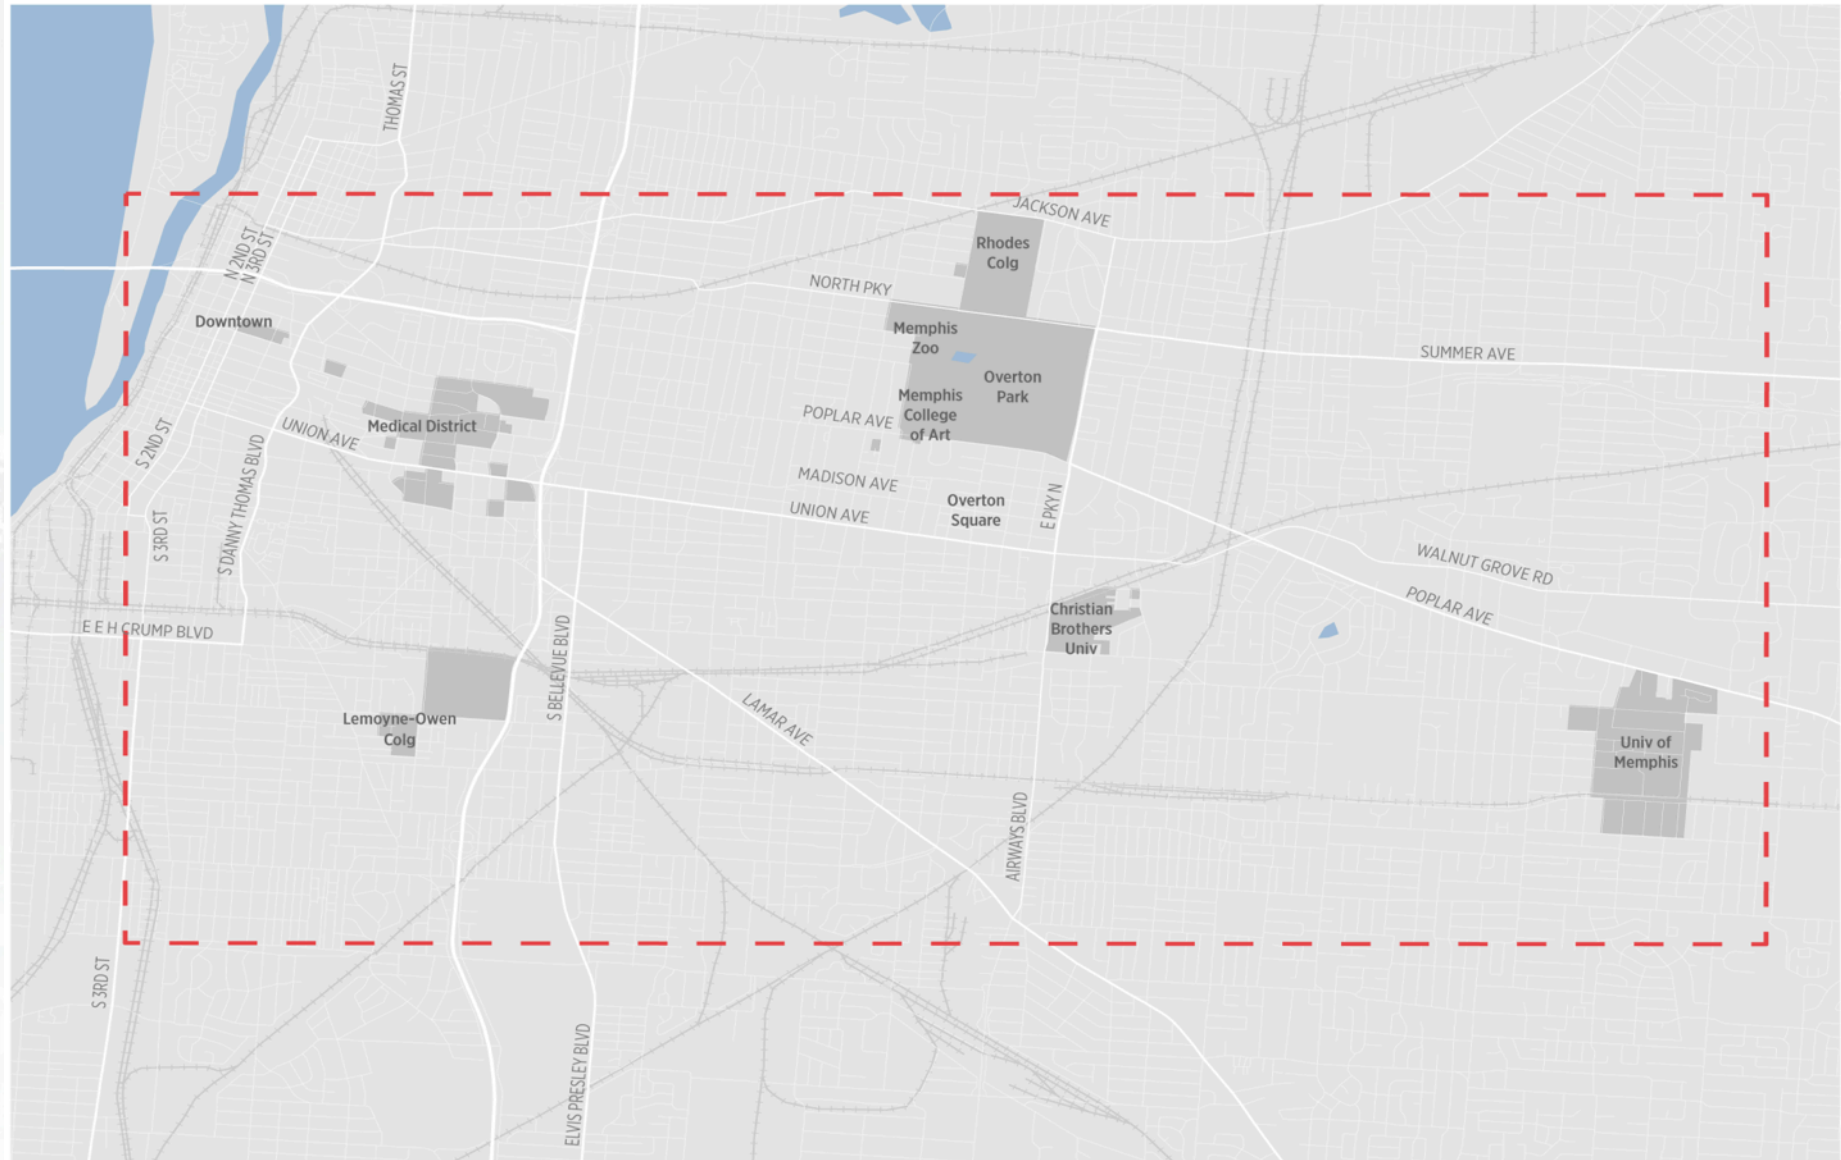 THOMAS ST
JACKSON AVE
N 2ND ST
N 3RD ST
Rhodes
Colg
NORTH PKY
Downtown
Memphis
Zoo
SUMMER AVE
Overton
Park
Memphis
College
of Art
POPLAR AVE
Medical District
UNION AVE
S 2ND ST
S DANNY THOMAS BLVD
MADISON AVE
Overton
Square
UNION AVE
E PKY N
S 3RD ST
WALNUT GROVE RD
POPLAR AVE
Christian
Brothers
Univ
E E H CRUMP BLVD
S BELLEVUE BLVD
Lemoyne-Owen
Colg
LAMAR AVE
Univ of
Memphis
AIRWAYS BLVD
S 3RD ST
ELVIS PRESLEY BLVD